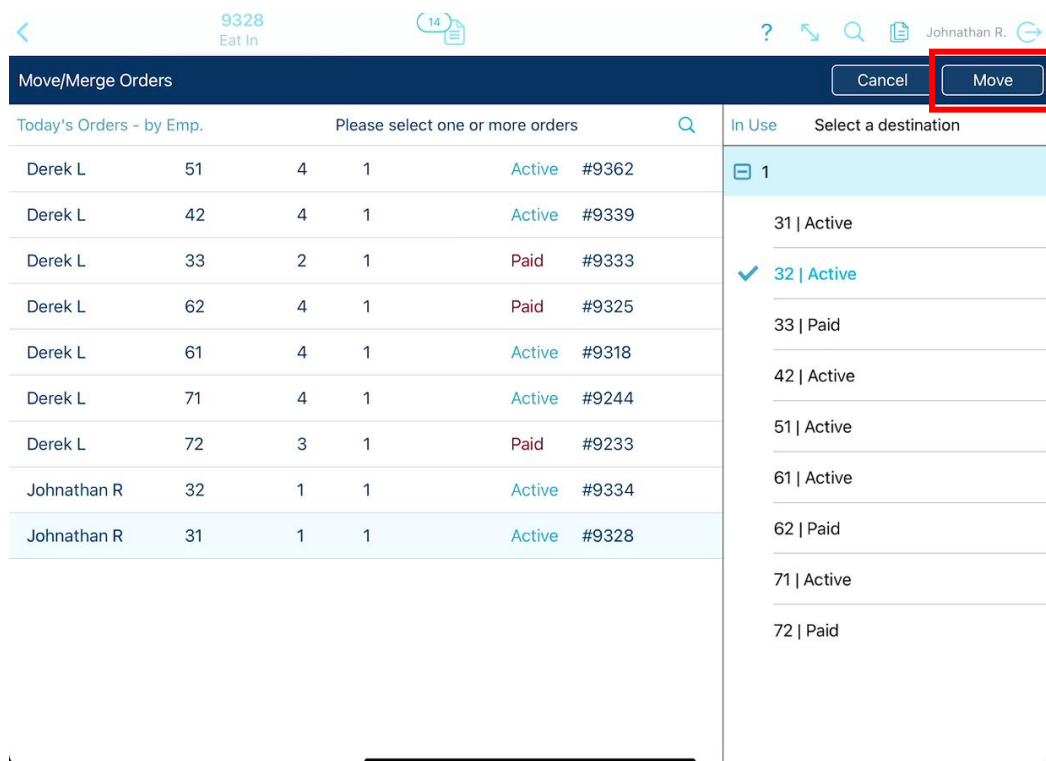 9328
Eat In
14
?
Johnathan R.
Move/Merge Orders
Cancel
Move
Today's Orders - by Emp.
Please select one or more orders
In Use
Select a destination
Derek L 51 4 1 Active #9362
Derek L 42 4 1 Active #9339
Derek L 33 2 1 Paid #9333
Derek L 62 4 1 Paid #9325
Derek L 61 4 1 Active #9318
Derek L 71 4 1 Active #9244
Derek L 72 3 1 Paid #9233
Johnathan R 32 1 1 Active #9334
Johnathan R 31 1 1 Active #9328
1
31 | Active
32 | Active
33 | Paid
42 | Active
51 | Active
61 | Active
62 | Paid
71 | Active
72 | Paid